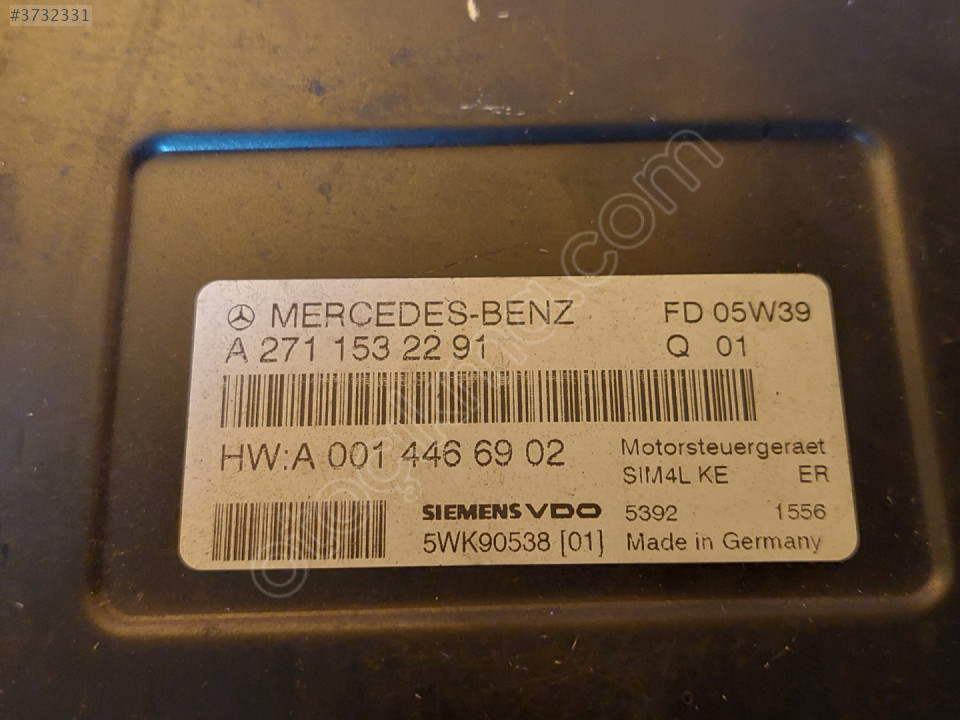 #3732331
MERCEDES-BENZ FD 05W39
A 271 153 22 91 Q 01
HW:A 001 446 69 02 Motorsteuergeraet
SIM4L KE ER
SIEMENS VDO 5392 1556
5WK90538 [01] Made in Germany